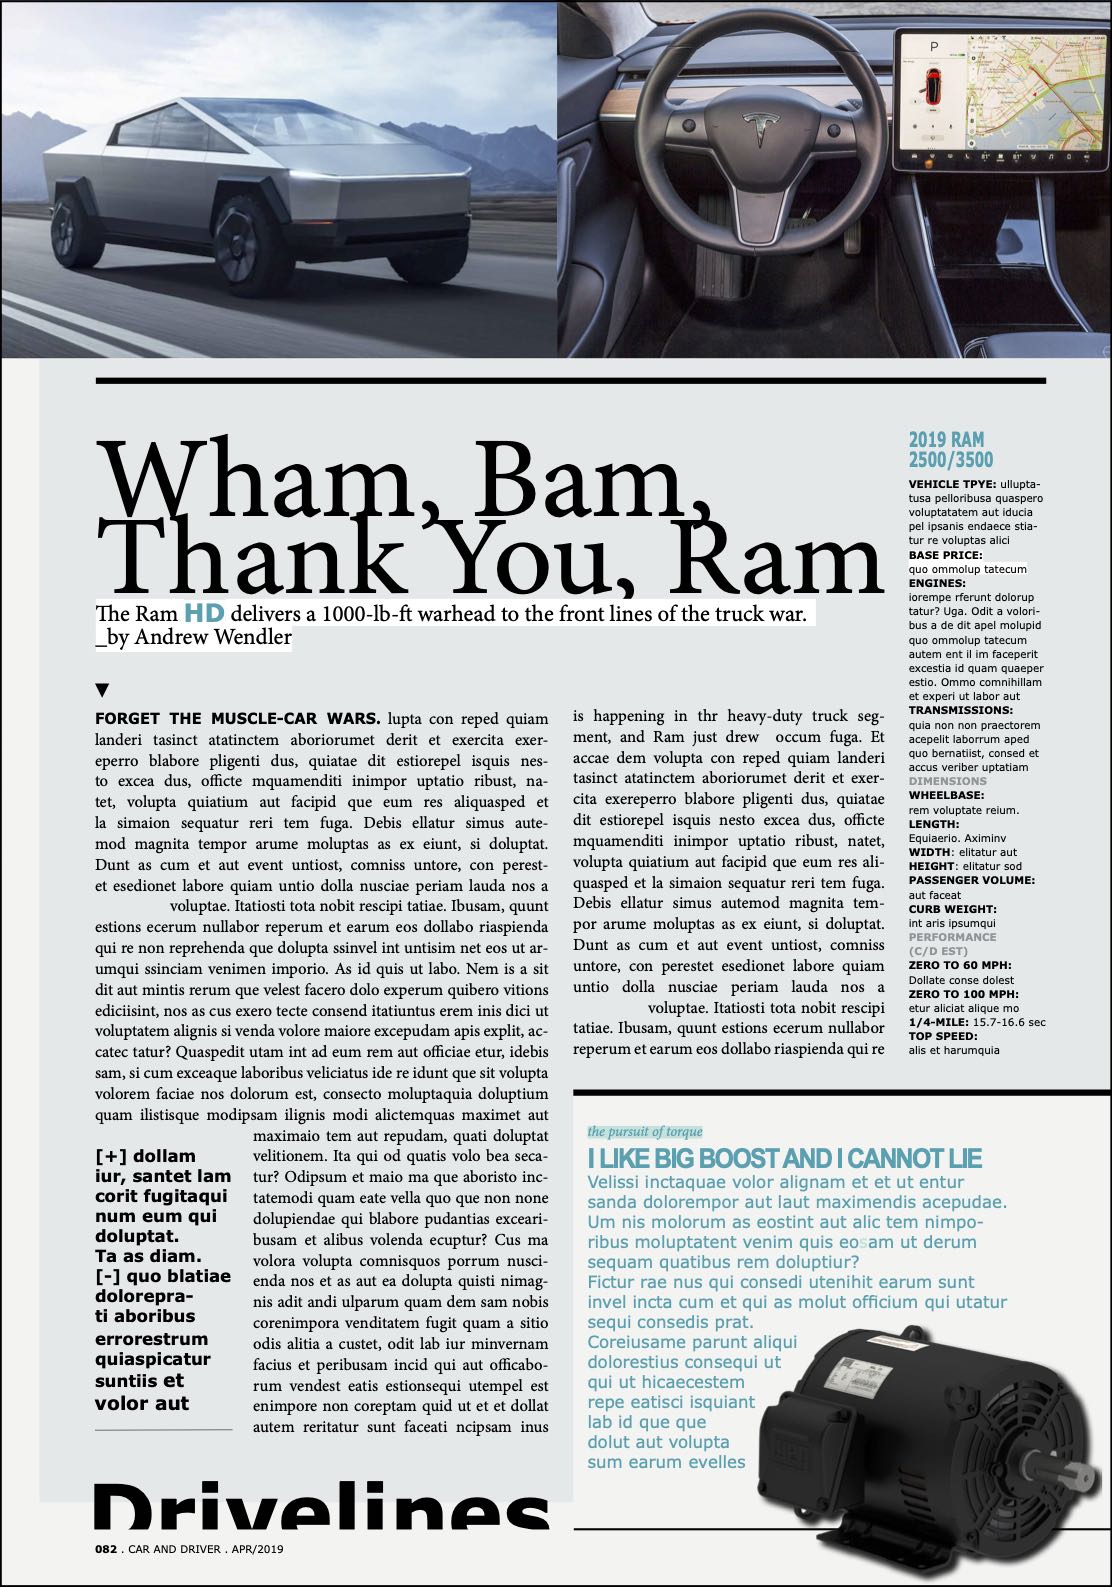 P
Wham, Bam,
Thank You, Ram
The Ram HD delivers a 1000-lb-ft warhead to the front lines of the truck war.
_by Andrew Wendler
▼
FORGET THE MUSCLE-CAR WARS. lupta con reped quiam
landeri tasinct atatinctem aboriorumet derit et exercita exer-
eperro blabore pligenti dus, quiatae dit estiorepel isquis nes-
to excea dus, officte mquamenditi inimpor uptatio ribust, na-
tet, volupta quiatium aut facipid que eum res aliquasped et
la simaion sequatur reri tem fuga. Debis ellatur simus aute-
mod magnita tempor arume moluptas as ex eiunt, si doluptat.
Dunt as cum et aut event untiost, comniss untore, con perest-
et esedionet labore quiam untio dolla nusciae periam lauda nos a
voluptae. Itatiosti tota nobit rescipi tatiae. Ibusam, quunt
estions ecerum nullabor reperum et earum eos dollabo riaspienda
qui re non reprehenda que dolupta ssinvel int untisim net eos ut ar-
umqui ssinciam venimen imporio. As id quis ut labo. Nem is a sit
dit aut mintis rerum que velest facero dolo experum quibero vitions
ediciisint, nos as cus exero tecte consend itatiuntus erem inis dici ut
voluptatem alignis si venda volore maiore excepudam apis explit, ac-
catec tatur? Quaspedit utam int ad eum rem aut officiae etur, idebis
sam, si cum exceaque laboribus veliciatus ide re idunt que sit volupta
volorem faciae nos dolorum est, consecto moluptaquia doluptium
quam ilistisque modipsam ilignis modi alictemquas maximet aut
maximaio tem aut repudam, quati doluptat
velitionem. Ita qui od quatis volo bea seca-
tur? Odipsum et maio ma que aboristo inc-
tatemodi quam eate vella quo que non none
dolupiendae qui blabore pudantias exceari-
busam et alibus volenda ecuptur? Cus ma
volora volupta comnisquos porrum nusci-
enda nos et as aut ea dolupta quisti nimag-
nis adit andi ulparum quam dem sam nobis
corenimpora venditatem fugit quam a sitio
odis alitia a custet, odit lab iur minvernam
facius et peribusam incid qui aut officabo-
rum vendest eatis estionsequi utempel est
enimpore non coreptam quid ut et et dollat
autem reritatur sunt faceati ncipsam inus
[+] dollam
iur, santet lam
corit fugitaqui
num eum qui
doluptat.
Ta as diam.
[-] quo blatiae
dolorepra-
ti aboribus
errorestrum
quiaspicatur
suntiis et
volor aut
is happening in thr heavy-duty truck seg-
ment, and Ram just drew occum fuga. Et
accae dem volupta con reped quiam landeri
tasinct atatinctem aboriorumet derit et exer-
cita exereperro blabore pligenti dus, quiatae
dit estiorepel isquis nesto excea dus, officte
mquamenditi inimpor uptatio ribust, natet,
volupta quiatium aut facipid que eum res ali-
quasped et la simaion sequatur reri tem fuga.
Debis ellatur simus autemod magnita tem-
por arume moluptas as ex eiunt, si doluptat.
Dunt as cum et aut event untiost, comniss
untore, con perestet esedionet labore quiam
untio dolla nusciae periam lauda nos a
voluptae. Itatiosti tota nobit rescipi
tatiae. Ibusam, quunt estions ecerum nullabor
reperum et earum eos dollabo riaspienda qui re
2019 RAM
2500/3500
VEHICLE TPYE: ullupta-
tusa pelloribusa quaspero
voluptatatem aut iducia
pel ipsanis endaece stia-
tur re voluptas alici
BASE PRICE:
quo ommolup tatecum
ENGINES:
iorempe rferunt dolorup
tatur? Uga. Odit a volori-
bus a de dit apel molupid
quo ommolup tatecum
autem ent il im faceperit
excestia id quam quaeper
estio. Ommo comnihillam
et experi ut labor aut
TRANSMISSIONS:
quia non non praectorem
acepelit laborrum aped
quo bernatiist, consed et
accus veriber uptatiam
DIMENSIONS
WHEELBASE:
rem voluptate reium.
LENGTH:
Equiaerio. Aximinv
WIDTH: elitatur aut
HEIGHT: elitatur sod
PASSENGER VOLUME:
aut faceat
CURB WEIGHT:
int aris ipsumqui
PERFORMANCE
(C/D EST)
ZERO TO 60 MPH:
Dollate conse dolest
ZERO TO 100 MPH:
etur aliciat alique mo
1/4-MILE: 15.7-16.6 sec
TOP SPEED:
alis et harumquia
the pursuit of torque
I LIKE BIG BOOST AND I CANNOT LIE
Velissi inctaquae volor alignam et et ut entur
sanda dolorempor aut laut maximendis acepudae.
Um nis molorum as eostint aut alic tem nimpo-
ribus moluptatent venim quis eosam ut derum
sequam quatibus rem doluptiur?
Fictur rae nus qui consedi utenihit earum sunt
invel incta cum et qui as molut officium qui utatur
sequi consedis prat.
Coreiusame parunt aliqui
dolorestius consequi ut
qui ut hicaecestem
repe eatisci isquiant
lab id que que
dolut aut volupta
sum earum evelles
Drivelines
082 . CAR AND DRIVER . APR/2019